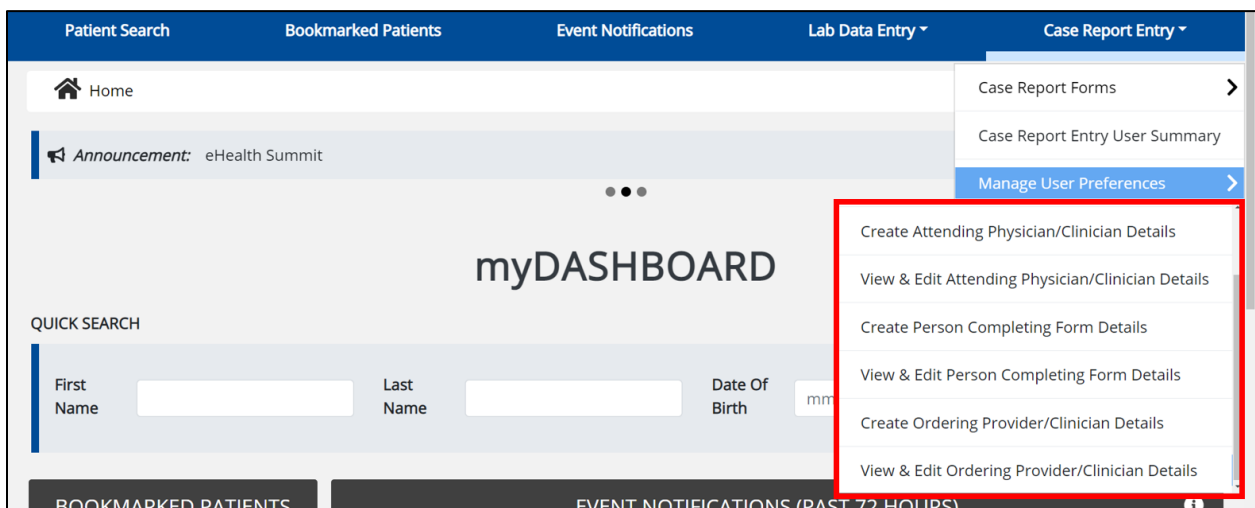 Patient Search
Bookmarked Patients
Event Notifications
Lab Data Entry
Case Report Entry
Home
Case Report Forms
Case Report Entry User Summary
Manage User Preferences
Announcement: eHealth Summit
Create Attending Physician/Clinician Details
View & Edit Attending Physician/Clinician Details
Create Person Completing Form Details
View & Edit Person Completing Form Details
Create Ordering Provider/Clinician Details
View & Edit Ordering Provider/Clinician Details
myDASHBOARD
QUICK SEARCH
First
Name
Last
Name
Date Of
Birth
mm
BOOKMARKED PATIENTS
EVENT NOTIFICATIONS (PAST 72 HOURS)